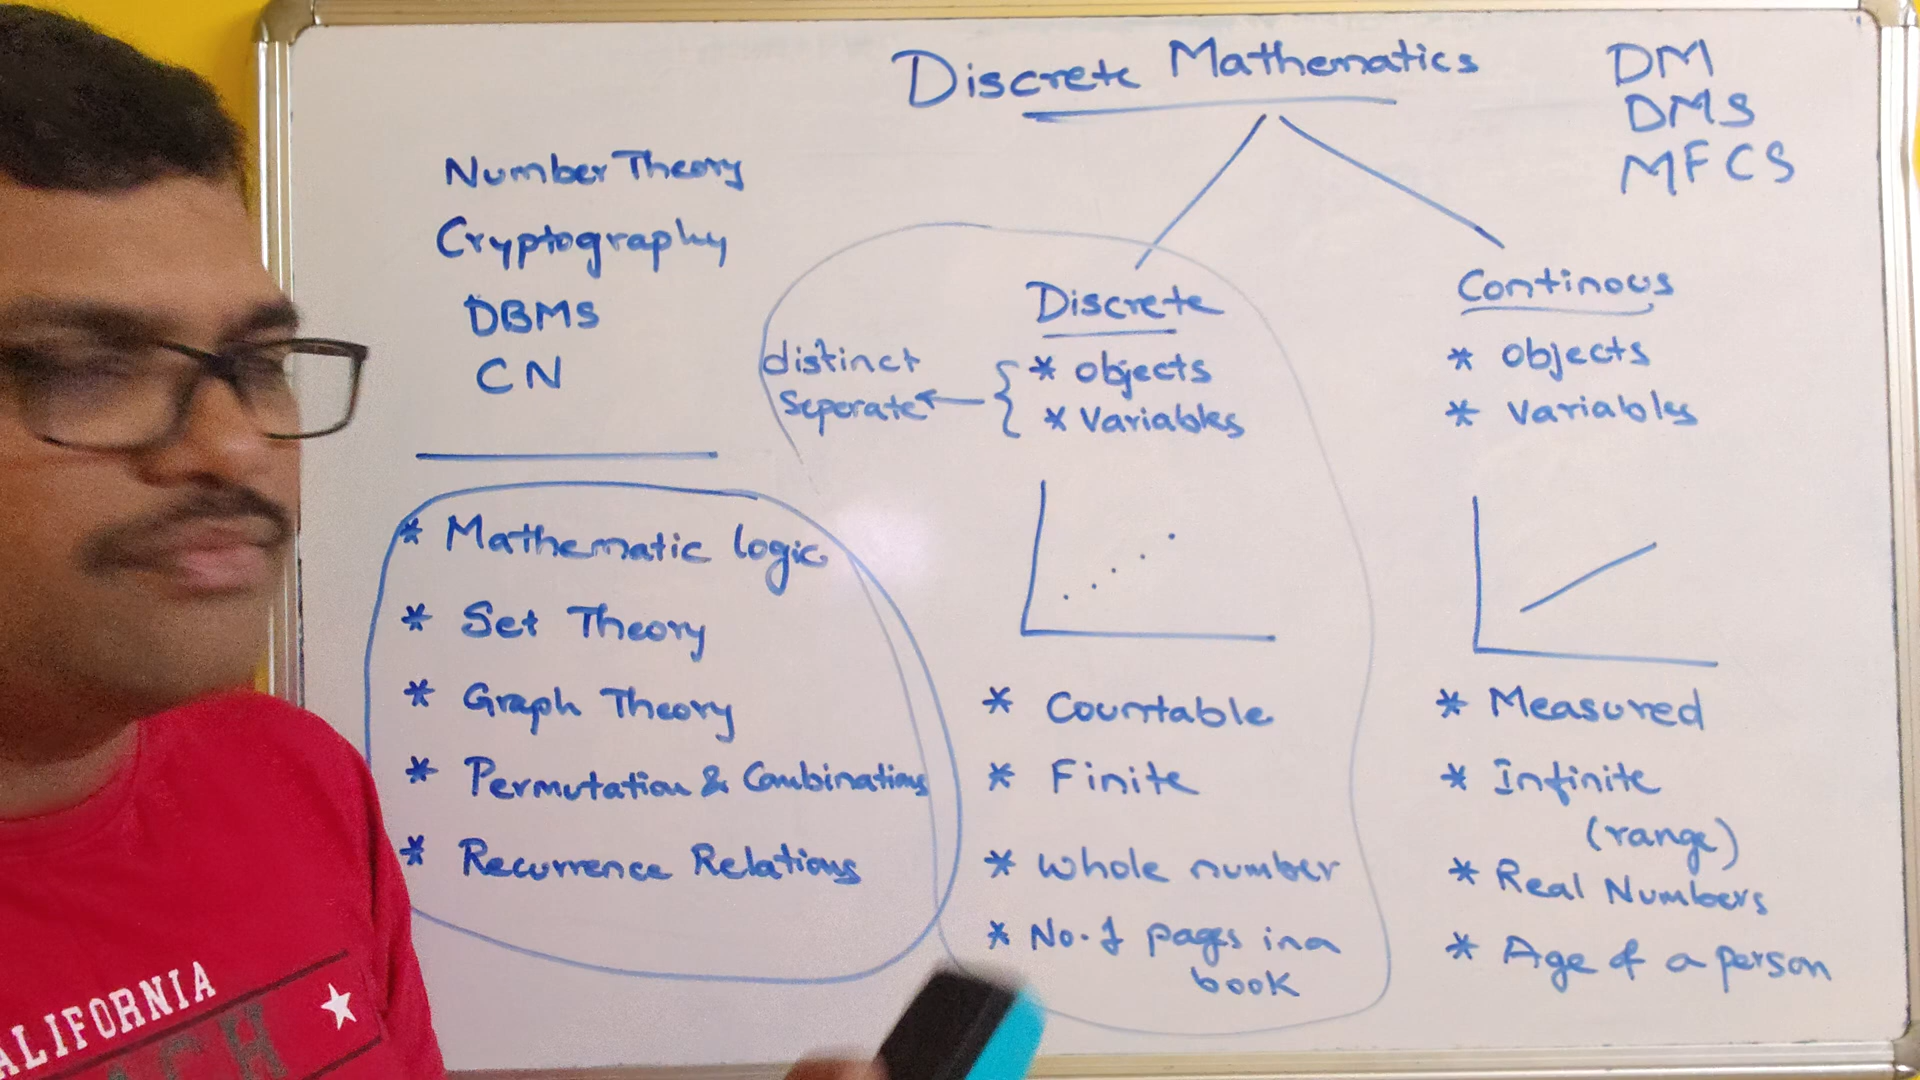 Discrete Mathematics
DM
DMS
MFCS
Number Theory
Cryptography
DBMS
CN
* Mathematic logic
* Set Theory
* Graph Theory
* Permutation & Combinations
* Recurrence Relations
Discrete
distinct
Seperate
* objects
* Variables
* Countable
* Finite
* whole number
* No. of pages in a
book
Continous
* objects
* Variables
* Measured
* Infinite
(range)
* Real Numbers
* Age of a person
ALIFORNIA